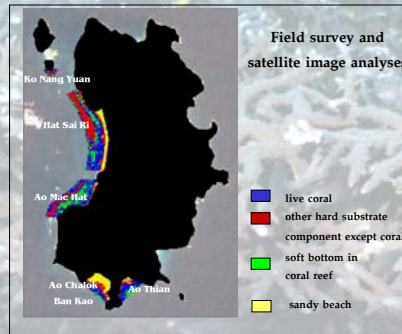 Field survey and
satellite image analyses
Ko Nang Yuan
Hat Sai Ri
Ao Mae Hat
Ao Chalok
Ban Kao
Ao Thian
live coral
other hard substrate
component except coral
soft bottom in
coral reef
sandy beach